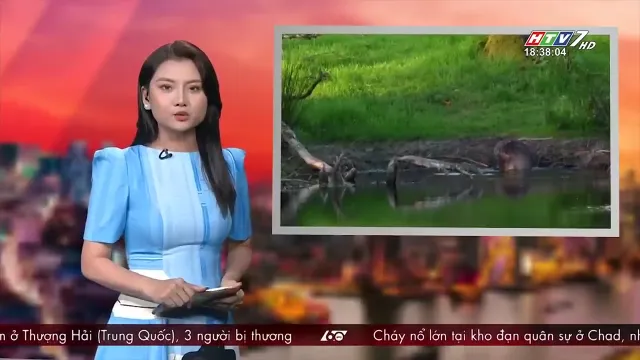 HTV7 HD
18:38:04
n ở Thượng Hải (Trung Quốc), 3 người bị thương 60 Cháy nổ lớn tại kho đạn quân sự ở Chad, nh